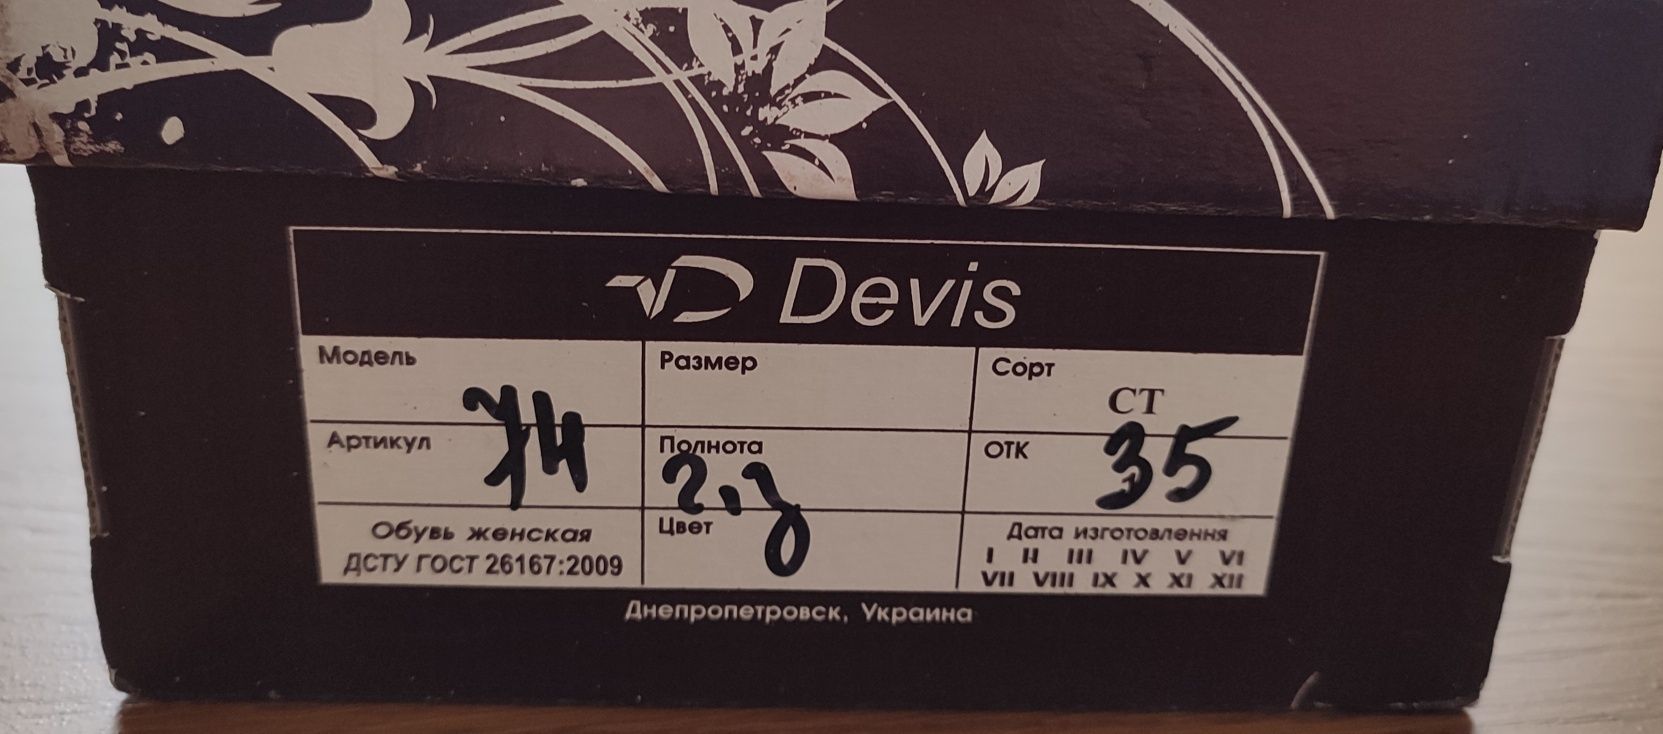 Devis
Модель Размер Сорт
СТ
74
Артикул Полнота ОТК 35
Обувь женская Цвет Дата изготовлення
ДСТУ ГОСТ 26167:2009 I II III IV V VI
VII VIII IX X XI XII
Днепропетровск, Украина